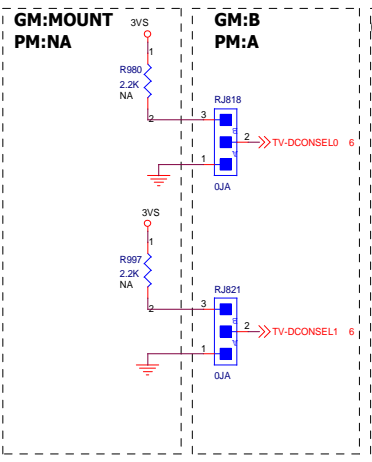 GM:MOUNT
PM:NA
GM:B
PM:A
3VS
1
R980
2.2K
NA
2
RJ818
3
B
2
TV-DCONSEL0 6
A
1
0JA
3VS
1
R997
2.2K
NA
2
RJ821
3
B
2
TV-DCONSEL1 6
A
1
0JA